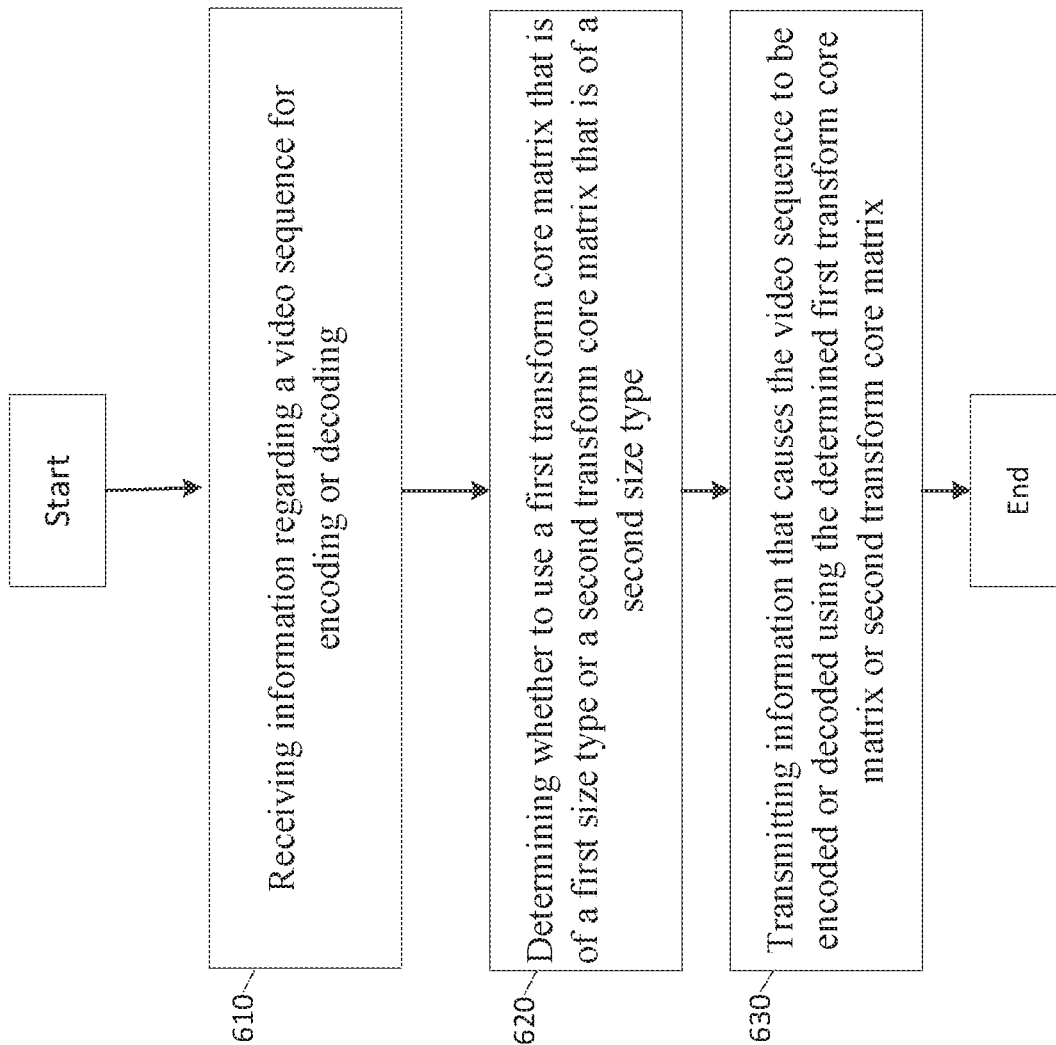 Start
610
Receiving information regarding a video sequence for
encoding or decoding
620
Determining whether to use a first transform core matrix that is
of a first size type or a second transform core matrix that is of a
second size type
630
Transmitting information that causes the video sequence to be
encoded or decoded using the determined first transform core
matrix or second transform core matrix
End